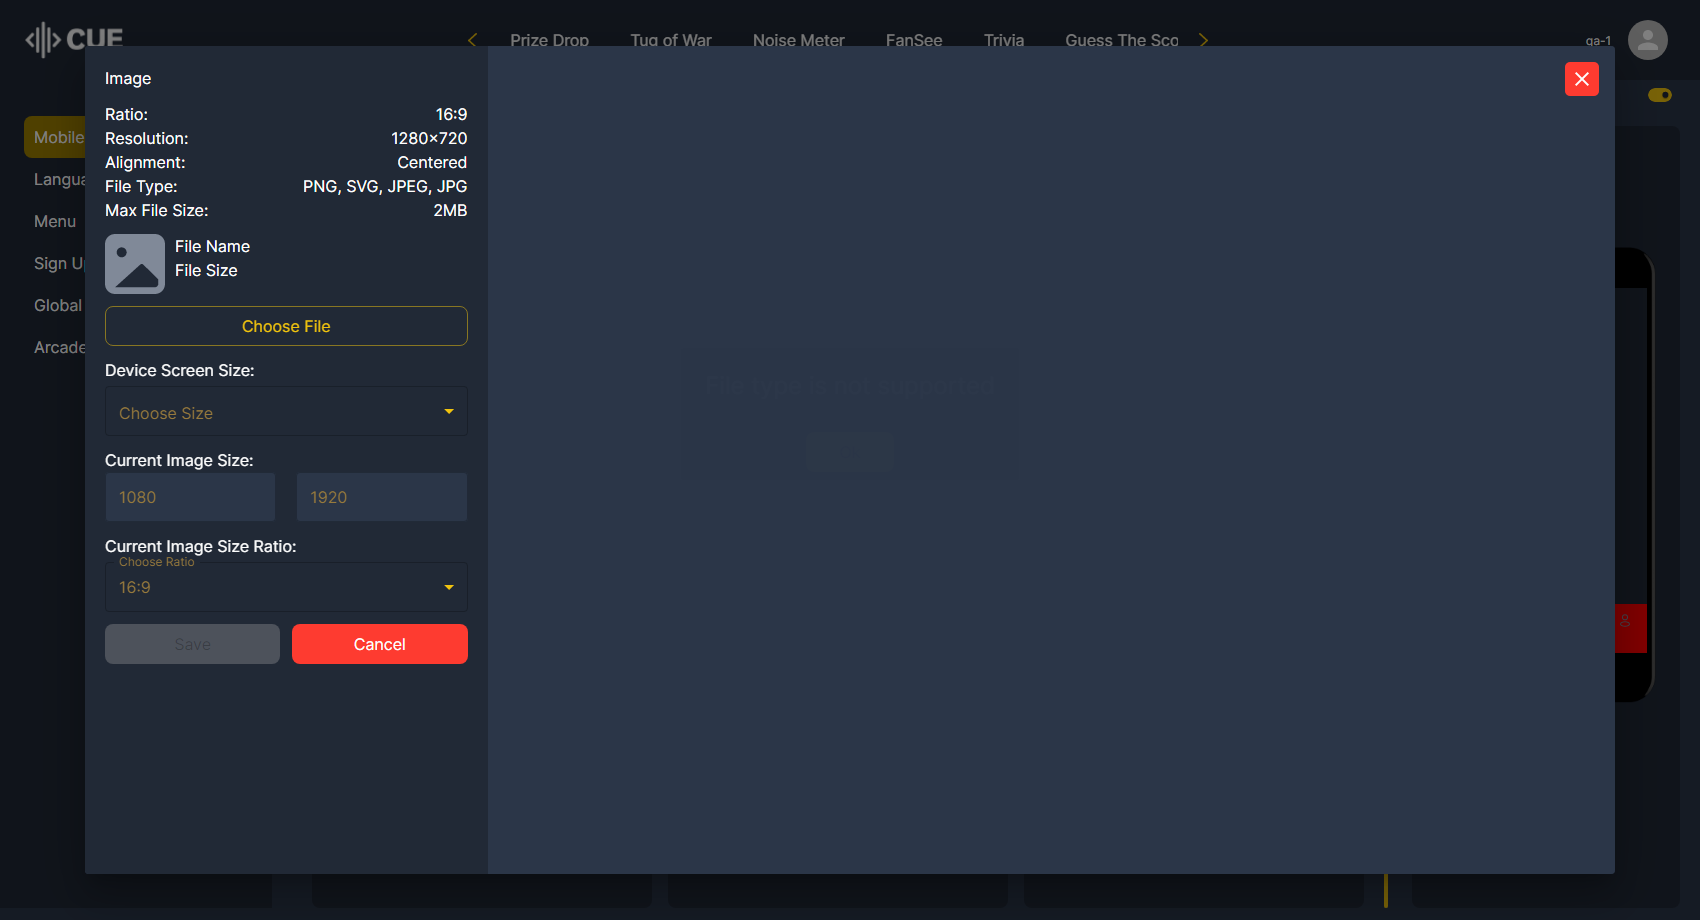 CUE
Prize Drop Tug of War Noise Meter FanSee Trivia Guess The Sco
qa-1
Mobile
Langua
Menu
Sign U
Global
Arcade
Image
Ratio: 16:9
Resolution: 1280×720
Alignment: Centered
File Type: PNG, SVG, JPEG, JPG
Max File Size: 2MB
File Name
File Size
Choose File
Device Screen Size:
Choose Size
Current Image Size:
1080 1920
Current Image Size Ratio:
Choose Ratio
16:9
Save Cancel
File type is not supported